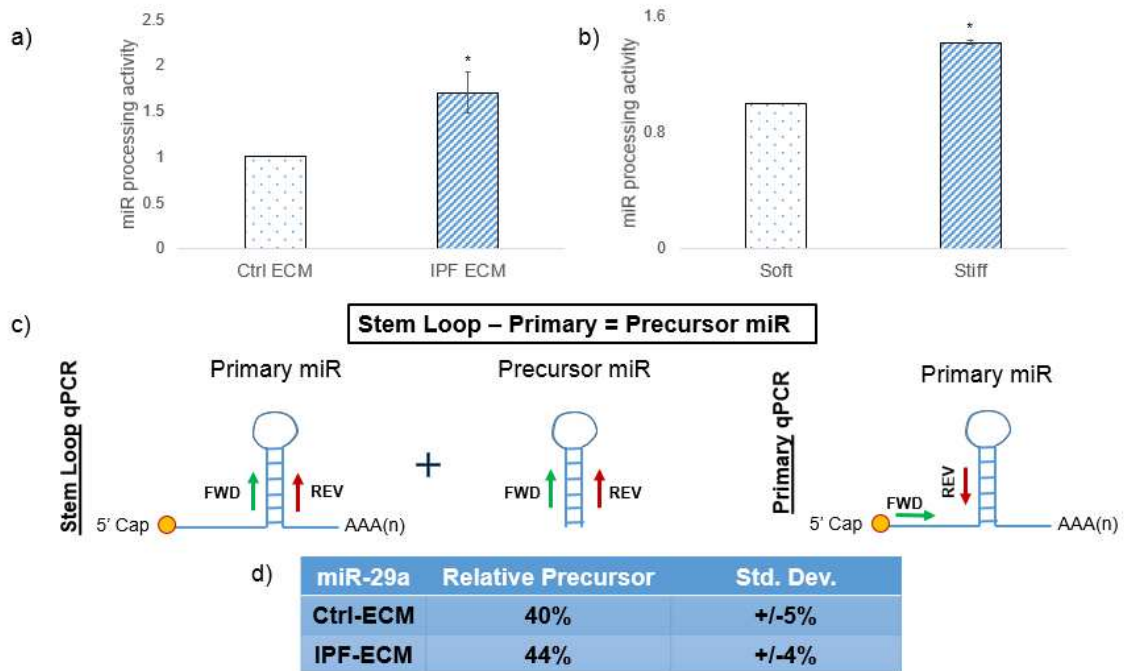 a)
miR processing activity
2.5
2
1.5
1
0.5
0
*
Ctrl ECM
IPF ECM
b)
miR processing activity
1.6
0.8
0
*
Soft
Stiff
c)
Stem Loop – Primary = Precursor miR
Stem Loop qPCR
Primary miR
FWD
REV
5' Cap
AAA(n)
+
Precursor miR
FWD
REV
Primary qPCR
Primary miR
FWD
REV
5' Cap
AAA(n)
d)
miR-29a Relative Precursor Std. Dev.
Ctrl-ECM 40% +/-5%
IPF-ECM 44% +/-4%